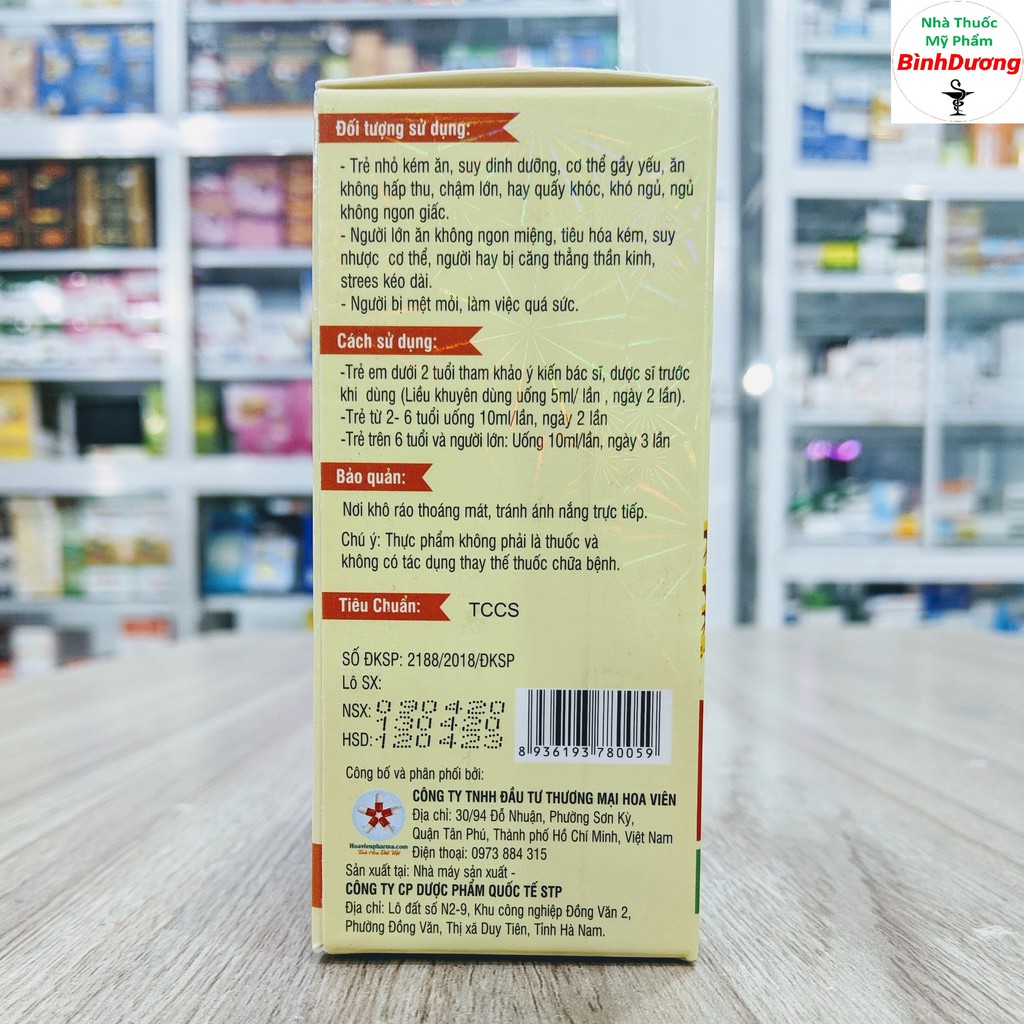 Nhà Thuốc
Mỹ Phẩm
BìnhDương
Đối tượng sử dụng:
- Trẻ nhỏ kém ăn, suy dinh dưỡng, cơ thể gầy yếu, ăn
không hấp thu, chậm lớn, hay quấy khóc, khó ngủ, ngủ
không ngon giấc.
- Người lớn ăn không ngon miệng, tiêu hóa kém, suy
nhược cơ thể, người hay bị căng thẳng thần kinh,
strees kéo dài.
- Người bị mệt mỏi, làm việc quá sức.
Cách sử dụng:
-Trẻ em dưới 2 tuổi tham khảo ý kiến bác sĩ, dược sĩ trước
khi dùng (Liều khuyên dùng uống 5ml/ lần , ngày 2 lần).
-Trẻ từ 2- 6 tuổi uống 10ml/lần, ngày 2 lần
-Trẻ trên 6 tuổi và người lớn: Uống 10ml/lần, ngày 3 lần
Bảo quản:
Nơi khô ráo thoáng mát, tránh ánh nắng trực tiếp.
Chú ý: Thực phẩm không phải là thuốc và
không có tác dụng thay thế thuốc chữa bệnh.
Tiêu Chuẩn: TCCS
SỐ ĐKSP: 2188/2018/ĐKSP
Lô SX: 090420
NSX: 130420
HSD: 120423
8 936193 780059
Công bố và phân phối bởi:
CÔNG TY TNHH ĐẦU TƯ THƯƠNG MẠI HOA VIÊN
Địa chỉ: 30/94 Đỗ Nhuận, Phường Sơn Kỳ,
Quận Tân Phú, Thành phố Hồ Chí Minh, Việt Nam
Điện thoại: 0973 884 315
Hoavienpharma.com
Tinh Hoa Đất Việt
Sản xuất tại: Nhà máy sản xuất -
CÔNG TY CP DƯỢC PHẨM QUỐC TẾ STP
Địa chỉ: Lô đất số N2-9, Khu công nghiệp Đồng Văn 2,
Phường Đồng Văn, Thị xã Duy Tiên, Tỉnh Hà Nam.